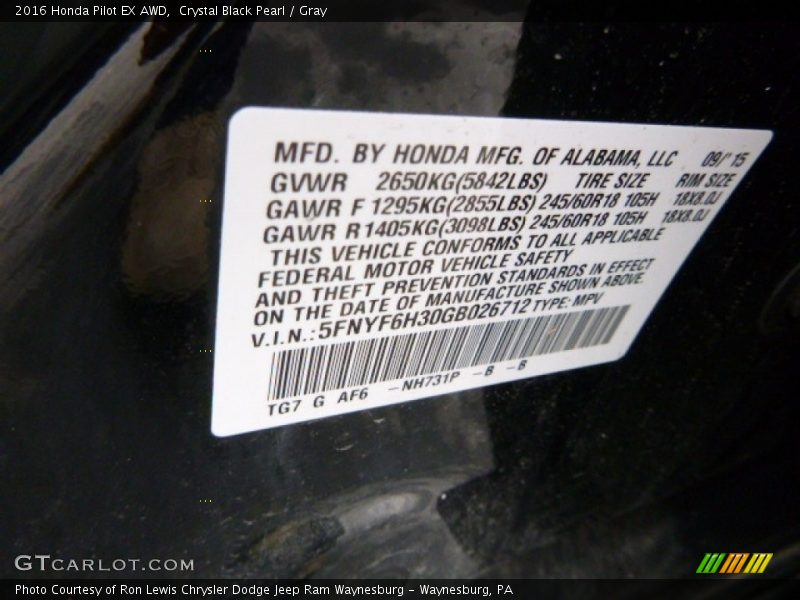 2016 Honda Pilot EX AWD, Crystal Black Pearl / Gray
MFD. BY HONDA MFG. OF ALABAMA, LLC 09/'15
GVWR 2650KG(5842LBS) TIRE SIZE RIM SIZE
GAWR F 1295KG(2855LBS) 245/60R18 105H 18X8.0J
GAWR R 1405KG(3098LBS) 245/60R18 105H 18X8.0J
THIS VEHICLE CONFORMS TO ALL APPLICABLE
FEDERAL MOTOR VEHICLE SAFETY
AND THEFT PREVENTION STANDARDS IN EFFECT
ON THE DATE OF MANUFACTURE SHOWN ABOVE.
V.I.N.: 5FNYF6H30GB026712 TYPE: MPV
TG7 G AF6 -NH731P -B -B
GTCARLOT.COM
Photo Courtesy of Ron Lewis Chrysler Dodge Jeep Ram Waynesburg - Waynesburg, PA